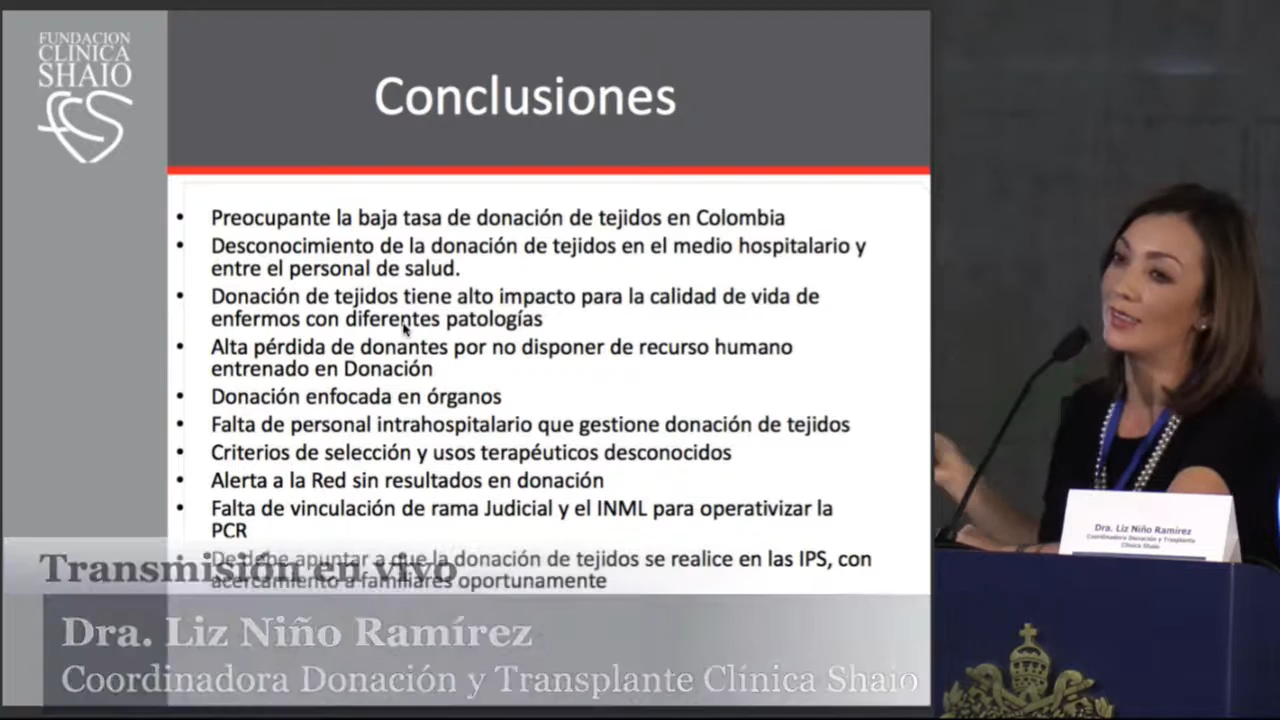 FUNDACION
CLINICA
SHAIO
Conclusiones
• Preocupante la baja tasa de donación de tejidos en Colombia
• Desconocimiento de la donación de tejidos en el medio hospitalario y
entre el personal de salud.
• Donación de tejidos tiene alto impacto para la calidad de vida de
enfermos con diferentes patologías
• Alta pérdida de donantes por no disponer de recurso humano
entrenado en Donación
• Donación enfocada en órganos
• Falta de personal intrahospitalario que gestione donación de tejidos
• Criterios de selección y usos terapéuticos desconocidos
• Alerta a la Red sin resultados en donación
• Falta de vinculación de rama Judicial y el INML para operativizar la
PCR
debe apuntar a que la donación de tejidos se realice en las IPS, con
acercamiento a familiares oportunamente
Transmisión en vivo
Dra. Liz Niño Ramírez
Coordinadora Donación y Transplante Clínica Shaio
Dra. Liz Niño Ramírez
Coordinadora Donación y Trasplante
Clínica Shaio